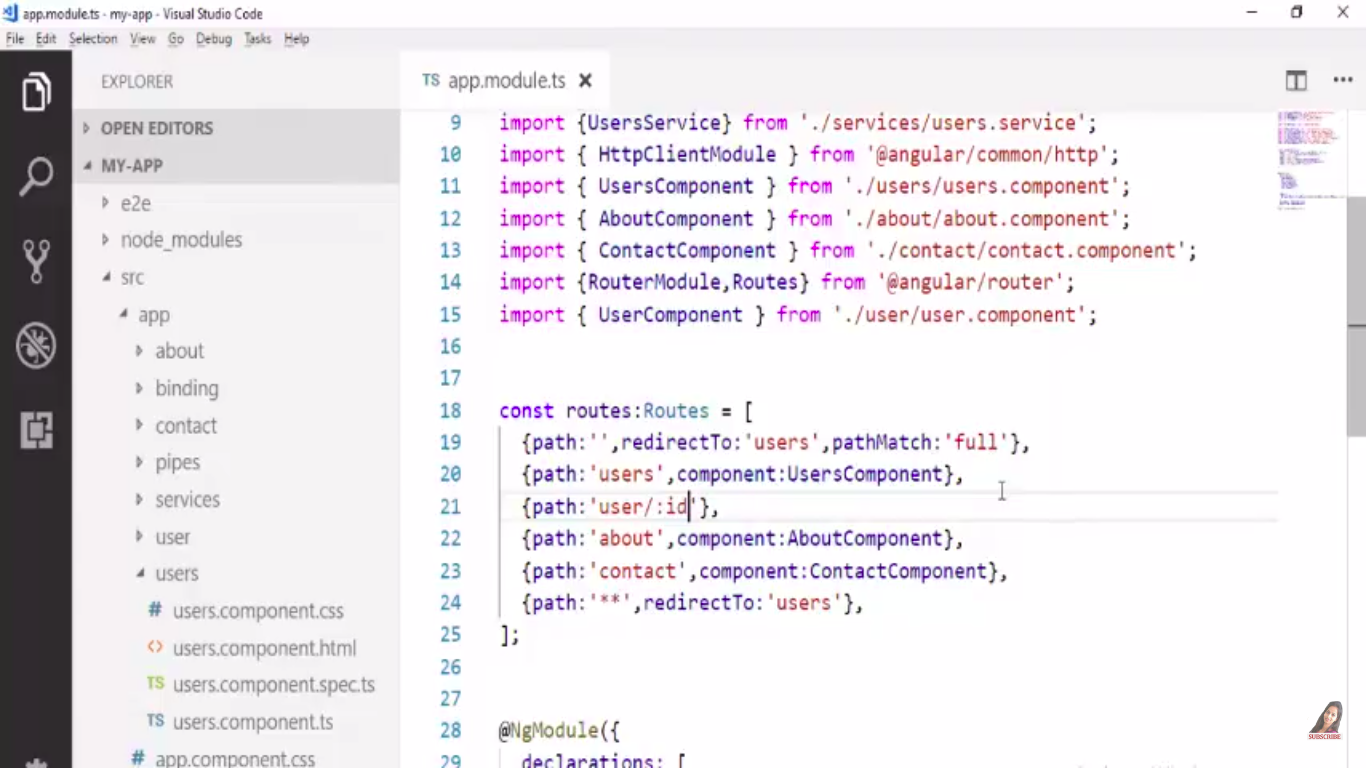 app.module.ts - my-app - Visual Studio Code
File Edit Selection View Go Debug Tasks Help
EXPLORER
OPEN EDITORS
MY-APP
e2e
node_modules
src
app
about
binding
contact
pipes
services
user
users
# users.component.css
<> users.component.html
TS users.component.spec.ts
TS users.component.ts
# app.component.css
TS app.module.ts ×
9 import {UsersService} from './services/users.service';
10 import { HttpClientModule } from '@angular/common/http';
11 import { UsersComponent } from './users/users.component';
12 import { AboutComponent } from './about/about.component';
13 import { ContactComponent } from './contact/contact.component';
14 import {RouterModule,Routes} from '@angular/router';
15 import { UserComponent } from './user/user.component';
16
17
18 const routes:Routes = [
19 {path:'',redirectTo:'users',pathMatch:'full'},
20 {path:'users',component:UsersComponent},
21 {path:'user/:id'},
22 {path:'about',component:AboutComponent},
23 {path:'contact',component:ContactComponent},
24 {path:'**',redirectTo:'users'},
25 ];
26
27
28 @NgModule({
29 declarations: [
SUBSCRIBE